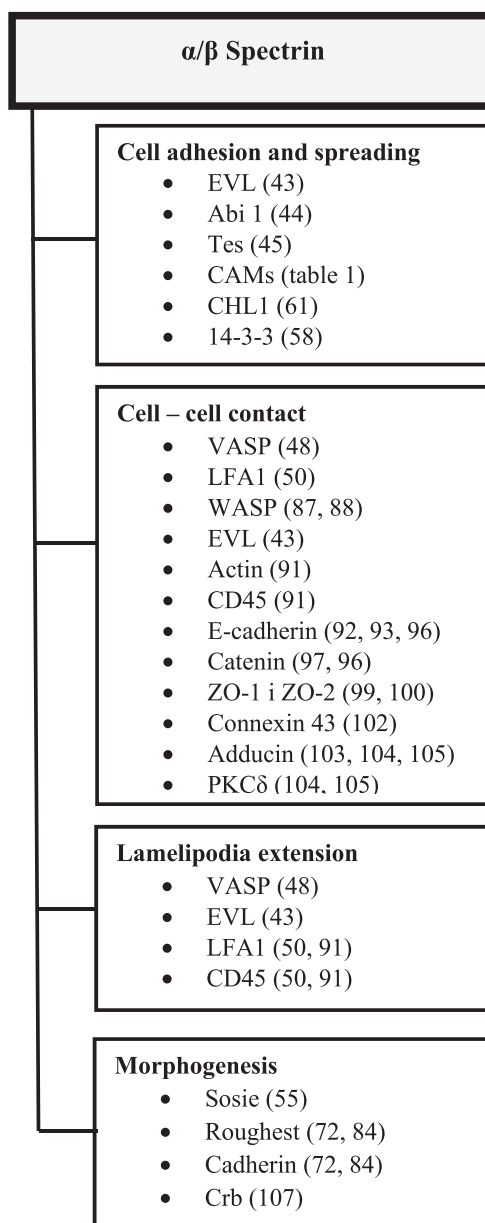 α/β Spectrin
Cell adhesion and spreading
• EVL (43)
• Abi 1 (44)
• Tes (45)
• CAMs (table 1)
• CHL1 (61)
• 14-3-3 (58)
Cell – cell contact
• VASP (48)
• LFA1 (50)
• WASP (87, 88)
• EVL (43)
• Actin (91)
• CD45 (91)
• E-cadherin (92, 93, 96)
• Catenin (97, 96)
• ZO-1 i ZO-2 (99, 100)
• Connexin 43 (102)
• Adducin (103, 104, 105)
• PKCδ (104, 105)
Lamelipodia extension
• VASP (48)
• EVL (43)
• LFA1 (50, 91)
• CD45 (50, 91)
Morphogenesis
• Sosie (55)
• Roughest (72, 84)
• Cadherin (72, 84)
• Crb (107)